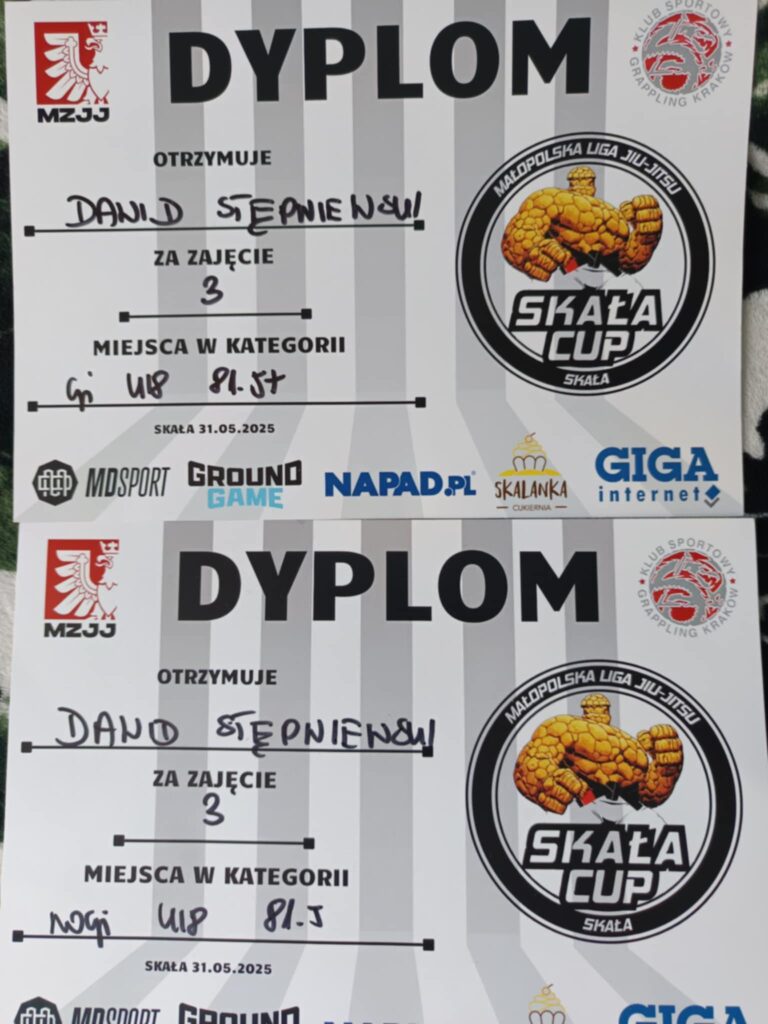 MZJJ
DYPLOM
KLUB SPORTOWY
GRAPPLING KRAKÓW
OTRZYMUJE
DAWID STĘPNIEWSKI
ZA ZAJĘCIE
3
MIEJSCA W KATEGORII
Gi U18 81.5+
SKAŁA 31.05.2025
MAŁOPOLSKA LIGA JIU-JITSU
SKAŁA
CUP
SKAŁA
MDSPORT
GROUND
GAME
NAPAD.PL
SKALANKA
CUKIERNIA
GIGA
internet
MZJJ
DYPLOM
KLUB SPORTOWY
GRAPPLING KRAKÓW
OTRZYMUJE
DAWID STĘPNIEWSKI
ZA ZAJĘCIE
3
MIEJSCA W KATEGORII
nogi U18 81.5
SKAŁA 31.05.2025
MAŁOPOLSKA LIGA JIU-JITSU
SKAŁA
CUP
SKAŁA
MDSPORT
GROUND
GIGA